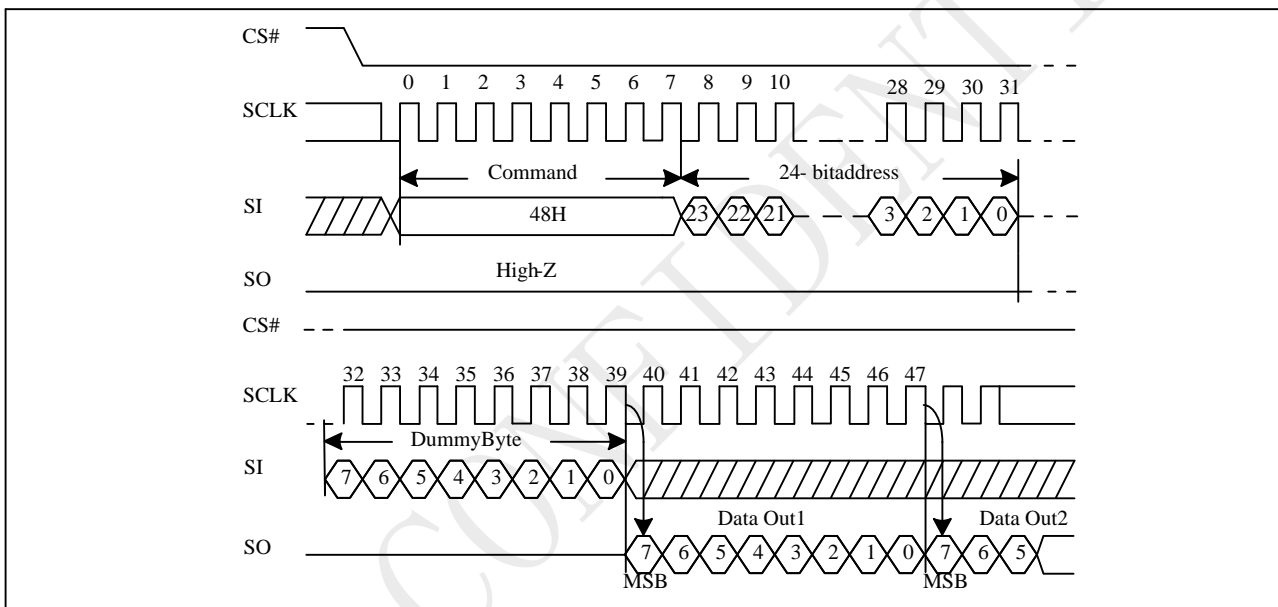 CS#
0 1 2 3 4 5 6 7 8 9 10 28 29 30 31
SCLK
Command 24- bitaddress
SI 48H 23 22 21 3 2 1 0
High-Z
SO
CS#
32 33 34 35 36 37 38 39 40 41 42 43 44 45 46 47
SCLK
DummyByte
SI 7 6 5 4 3 2 1 0
Data Out1 Data Out2
SO 7 6 5 4 3 2 1 0 7 6 5
MSB MSB
CONFIDENT